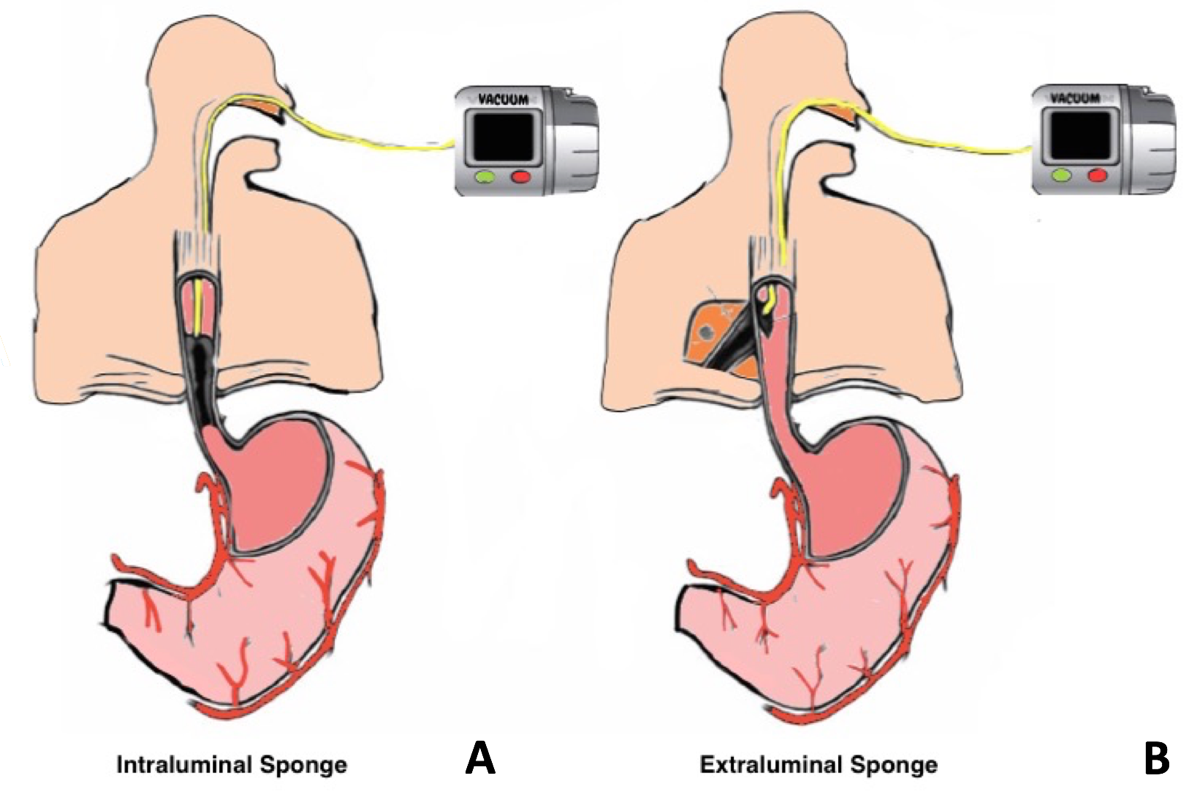 VACUUM
VACUUM
Intraluminal Sponge
A
Extraluminal Sponge
B